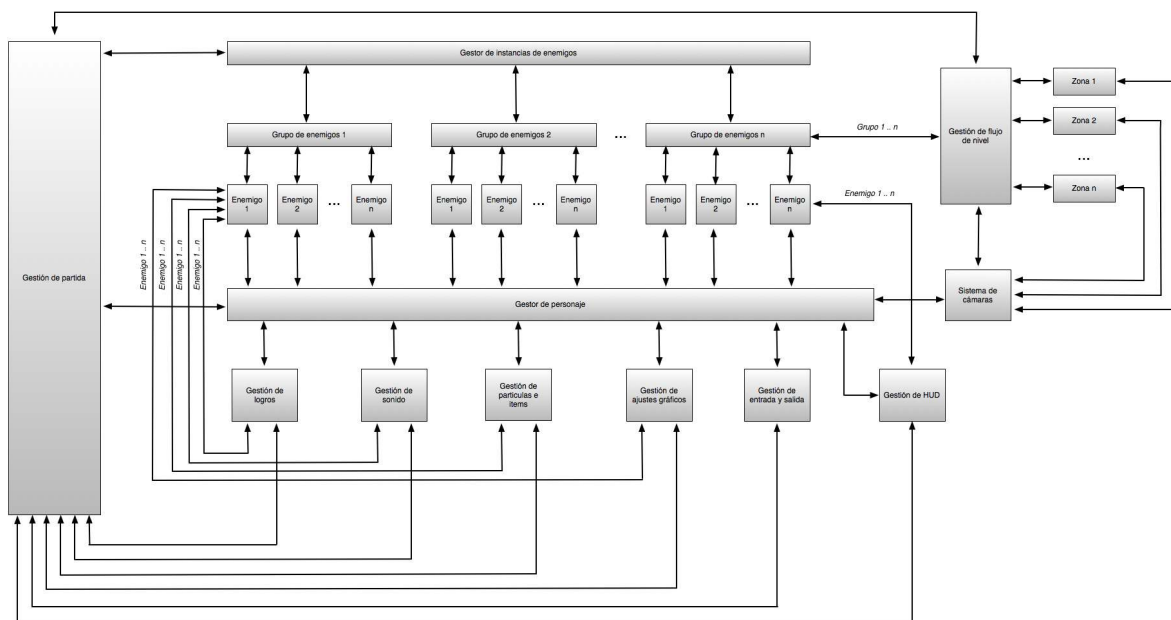 Gestor de instancias de enemigos
Zona 1
Grupo de enemigos 1
Grupo de enemigos 2
...
Grupo de enemigos n
Grupo 1 .. n
Gestión de flujo
de nivel
Zona 2
...
Zona n
Enemigo
1
Enemigo
2
...
Enemigo
n
Enemigo
1
Enemigo
2
...
Enemigo
n
Enemigo
1
Enemigo
2
...
Enemigo
n
Enemigo 1 .. n
Enemigo 1 .. n
Enemigo 1 .. n
Enemigo 1 .. n
Enemigo 1 .. n
Gestión de partida
Gestor de personaje
Sistema de
cámaras
Gestión de
logros
Gestión de
sonido
Gestión de
particulas e
items
Gestión de
ajustes gráficos
Gestión de
entrada y salida
Gestión de HUD